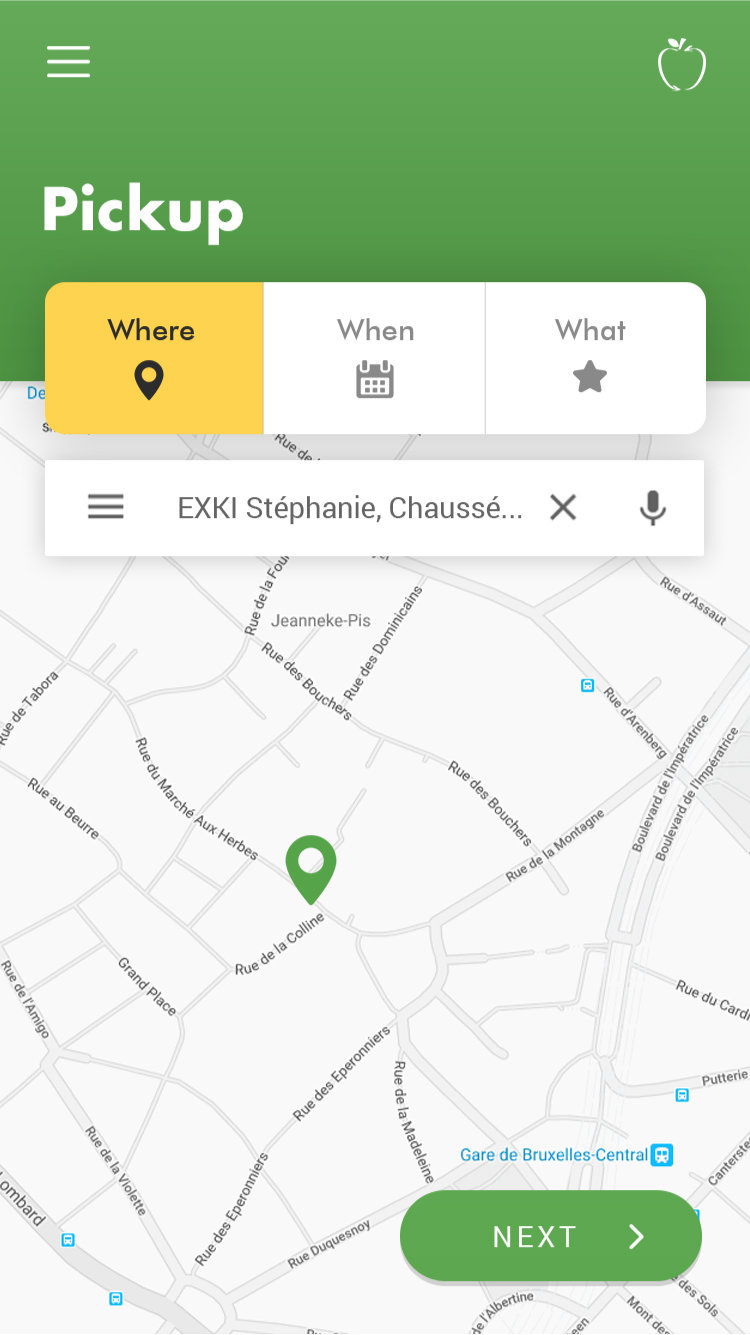 Pickup
Where
When
What
EXKI Stéphanie, Chaussé...
Rue d'Assaut
Jeanneke-Pis
Rue des Dominicains
Rue des Bouchers
Rue de Tabora
Rue d'Arenberg
Boulevard de l'Impératrice
Boulevard de l'Impératrice
Rue du Marché Aux Herbes
Rue au Beurre
Rue des Bouchers
Rue de la Montagne
Rue de la Colline
Grand Place
Rue de l'Amigo
Rue du Cardi
Rue des Eperonniers
Putterie
Rue de la Madeleine
Rue de la Violette
Gare de Bruxelles-Central
Rue des Eperonniers
NEXT
Rue Duquesnoy